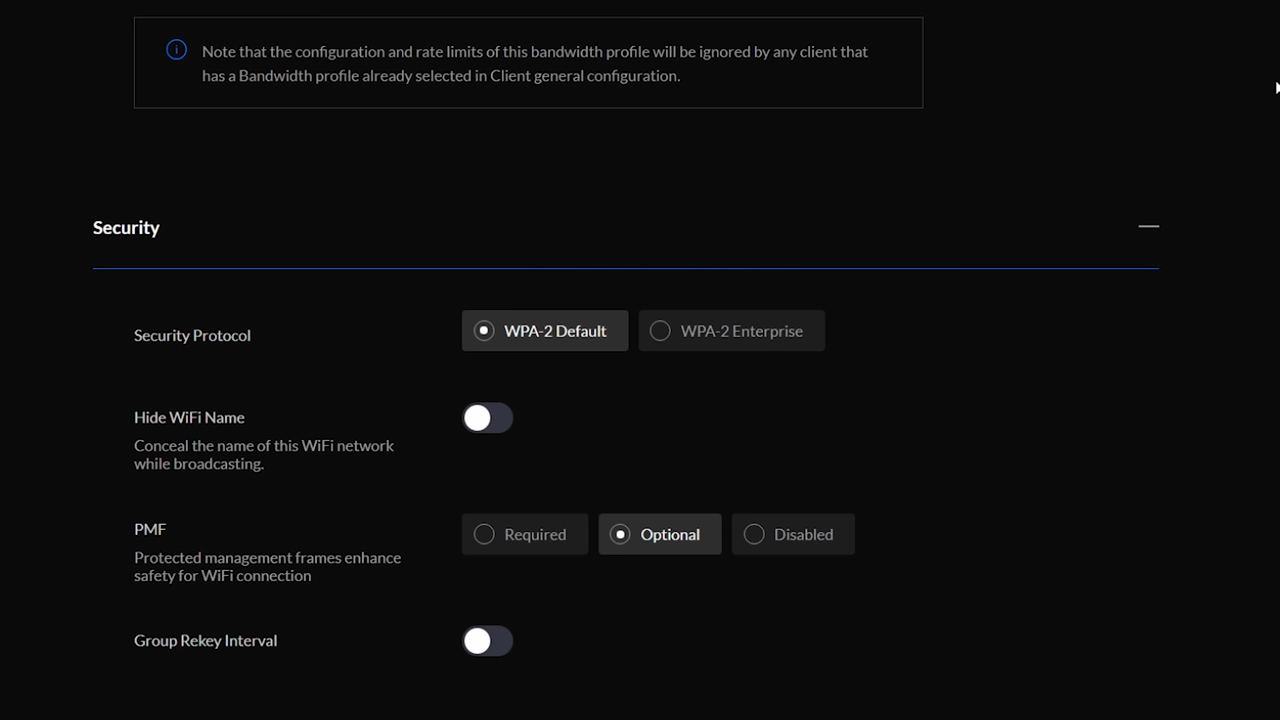 Note that the configuration and rate limits of this bandwidth profile will be ignored by any client that
has a Bandwidth profile already selected in Client general configuration.
Security
Security Protocol
WPA-2 Default
WPA-2 Enterprise
Hide WiFi Name
Conceal the name of this WiFi network
while broadcasting.
PMF
Required
Optional
Disabled
Protected management frames enhance
safety for WiFi connection
Group Rekey Interval